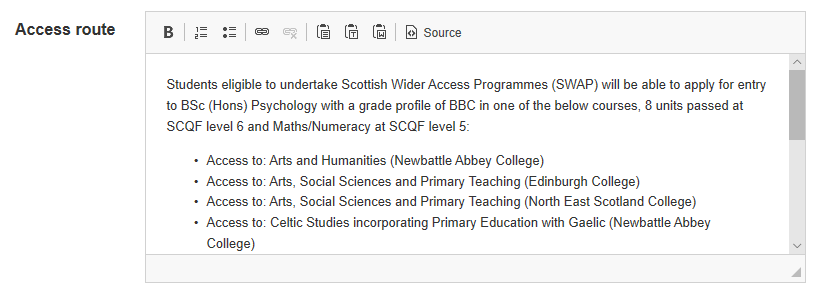 Access route
B Source
Students eligible to undertake Scottish Wider Access Programmes (SWAP) will be able to apply for entry
to BSc (Hons) Psychology with a grade profile of BBC in one of the below courses, 8 units passed at
SCQF level 6 and Maths/Numeracy at SCQF level 5:
• Access to: Arts and Humanities (Newbattle Abbey College)
• Access to: Arts, Social Sciences and Primary Teaching (Edinburgh College)
• Access to: Arts, Social Sciences and Primary Teaching (North East Scotland College)
• Access to: Celtic Studies incorporating Primary Education with Gaelic (Newbattle Abbey
College)